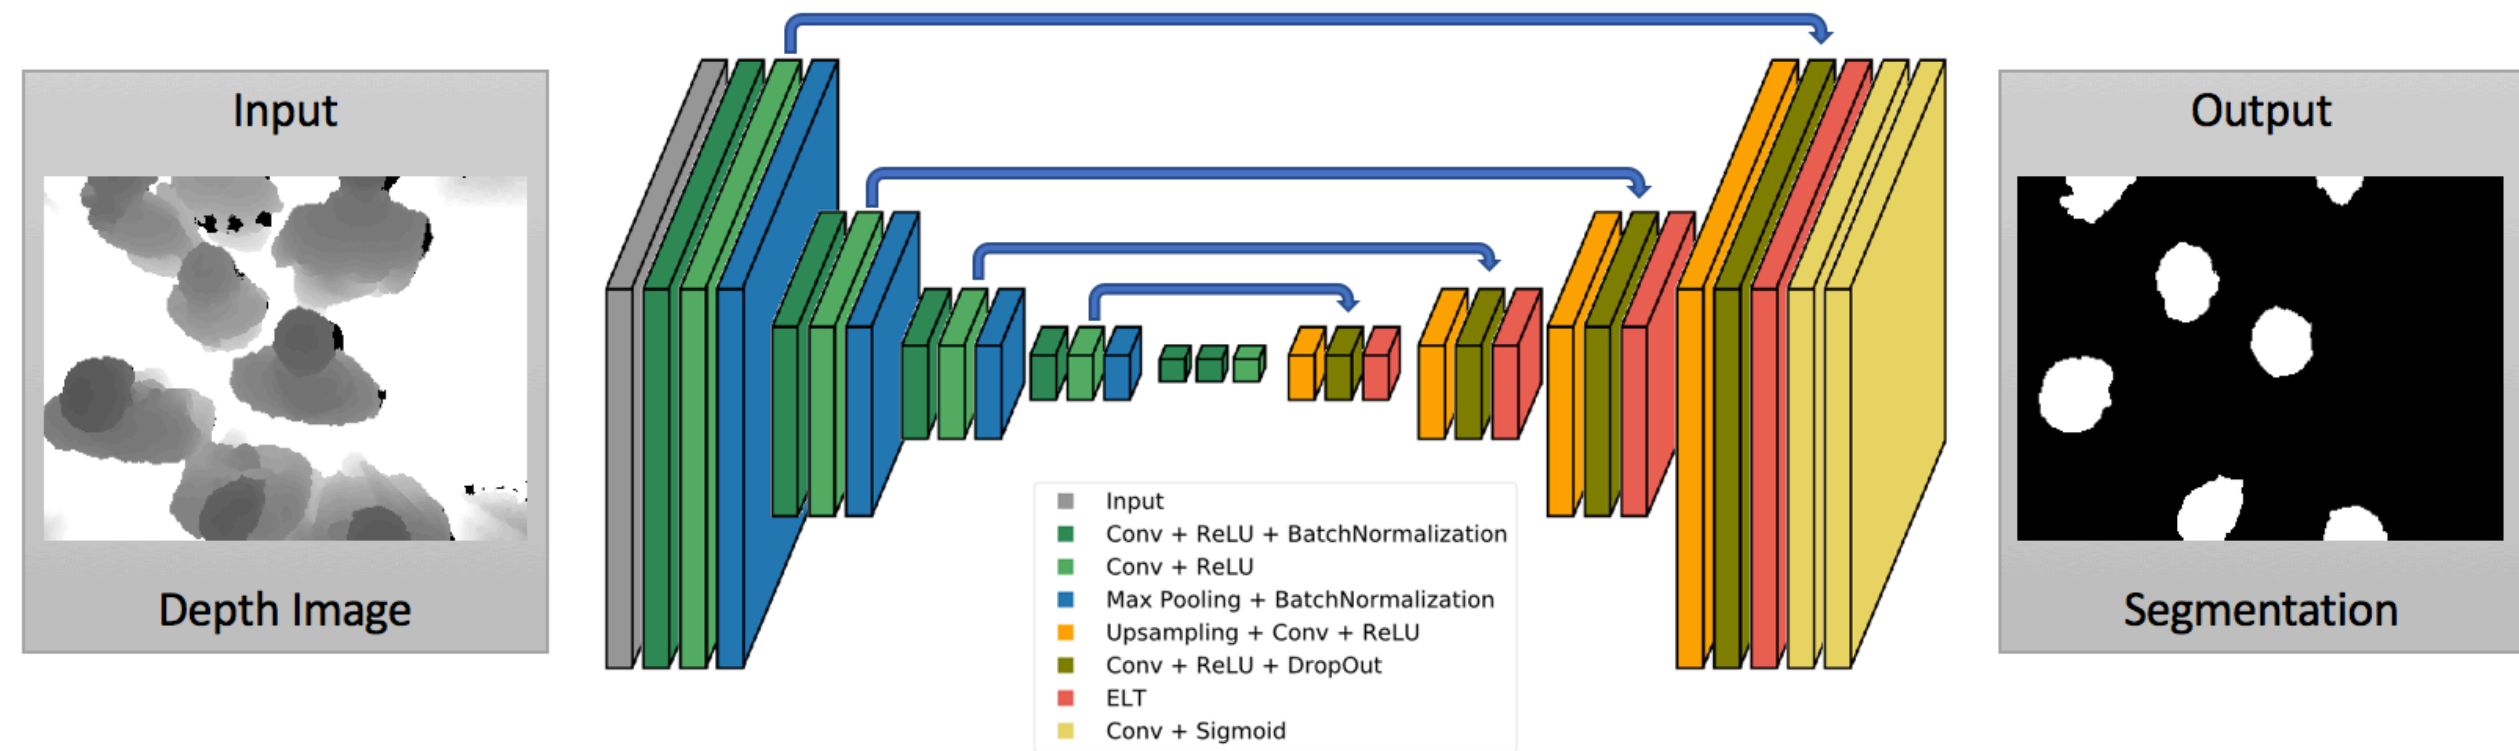 Input
Depth Image
Input
Conv + ReLU + BatchNormalization
Conv + ReLU
Max Pooling + BatchNormalization
Upsampling + Conv + ReLU
Conv + ReLU + DropOut
ELT
Conv + Sigmoid
Output
Segmentation